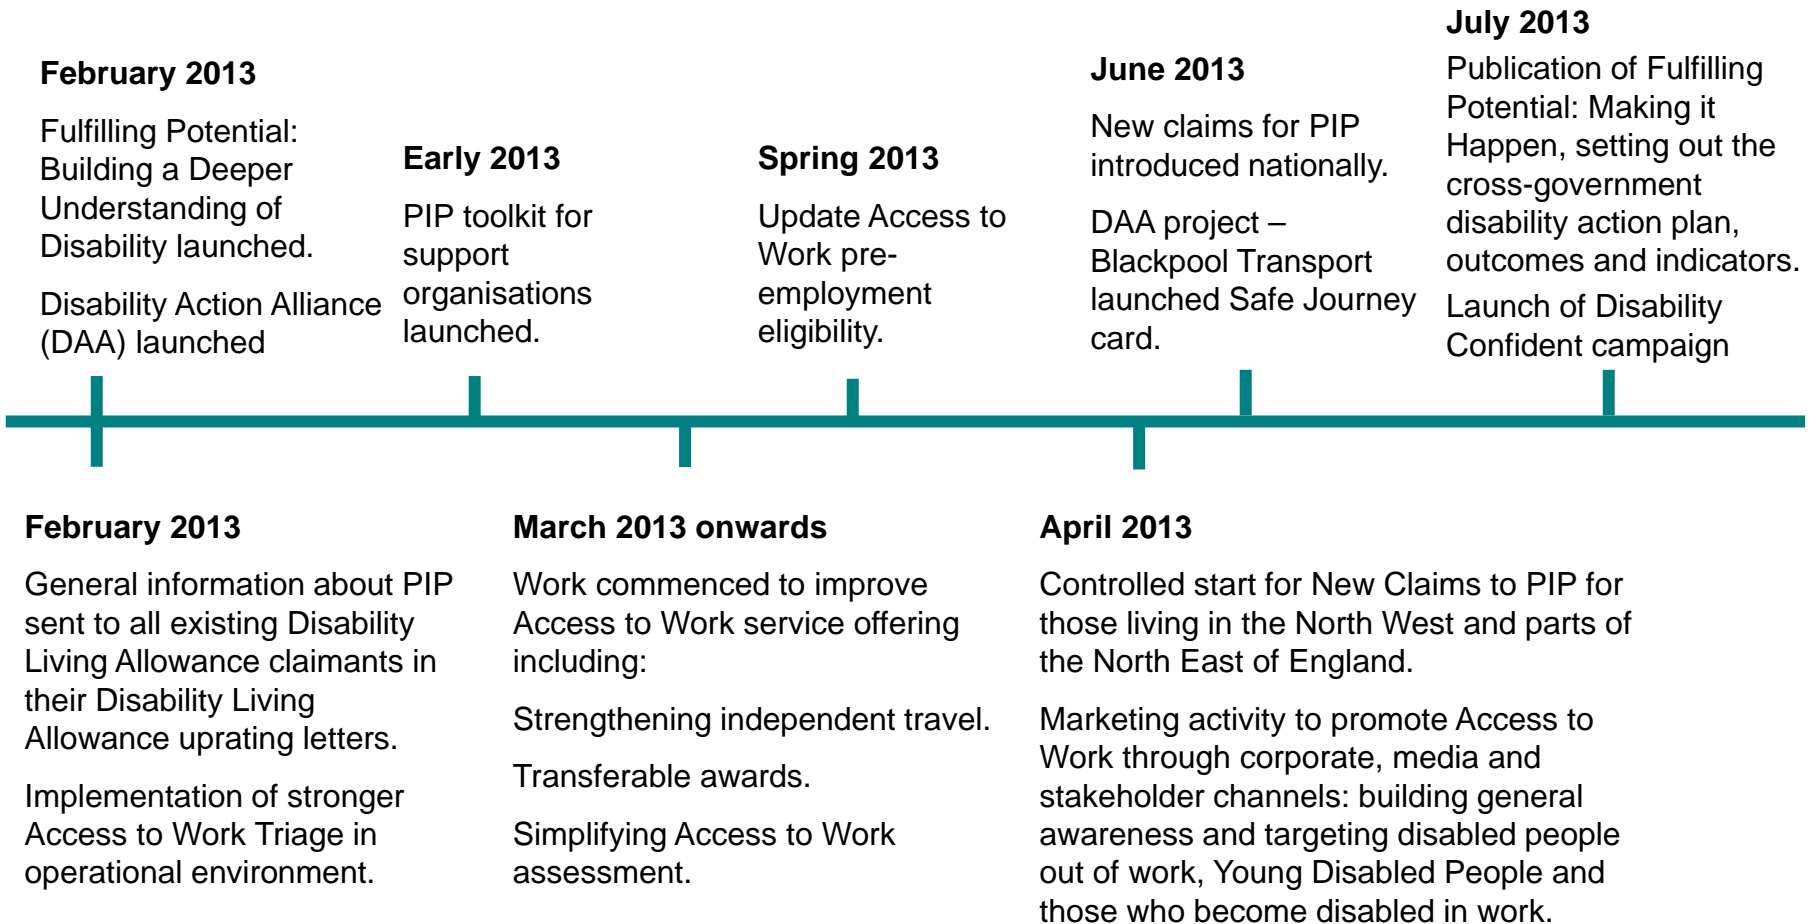 February 2013
Fulfilling Potential:
Building a Deeper
Understanding of
Disability launched.
Disability Action Alliance
(DAA) launched
Early 2013
PIP toolkit for
support
organisations
launched.
Spring 2013
Update Access to
Work pre-
employment
eligibility.
June 2013
New claims for PIP
introduced nationally.
DAA project –
Blackpool Transport
launched Safe Journey
card.
July 2013
Publication of Fulfilling
Potential: Making it
Happen, setting out the
cross-government
disability action plan,
outcomes and indicators.
Launch of Disability
Confident campaign
February 2013
General information about PIP
sent to all existing Disability
Living Allowance claimants in
their Disability Living
Allowance uprating letters.
Implementation of stronger
Access to Work Triage in
operational environment.
March 2013 onwards
Work commenced to improve
Access to Work service offering
including:
Strengthening independent travel.
Transferable awards.
Simplifying Access to Work
assessment.
April 2013
Controlled start for New Claims to PIP for
those living in the North West and parts of
the North East of England.
Marketing activity to promote Access to
Work through corporate, media and
stakeholder channels: building general
awareness and targeting disabled people
out of work, Young Disabled People and
those who become disabled in work.